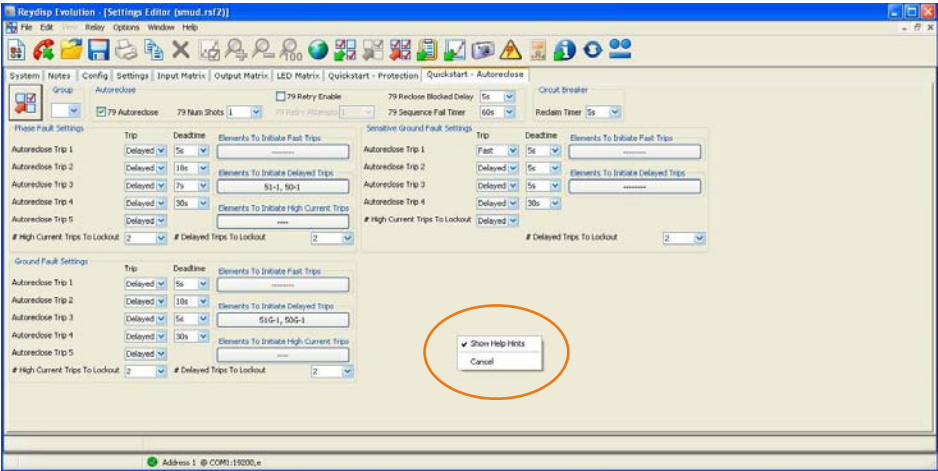 Reydisp Evolution - [Settings Editor (smud.rsf2)]
File Edit View Relay Options Window Help
System Notes Config Settings Input Matrix Output Matrix LED Matrix Quickstart - Protection Quickstart - Autoreclose
Group Autoreclose Circuit Breaker
79 Retry Enable 79 Reclose Blocked Delay 5s
79 Autoreclose 79 Num Shots 1 79 Retry Attempts 1 79 Sequence Fail Timer 60s Reclaim Timer 5s
Phase Fault Settings
Trip Deadtime Elements To Initiate Fast Trips
Autoreclose Trip 1 Delayed 5s --------
Autoreclose Trip 2 Delayed 10s Elements To Initiate Delayed Trips
Autoreclose Trip 3 Delayed 7s 51-1, 50-1
Autoreclose Trip 4 Delayed 30s Elements To Initiate High Current Trips
Autoreclose Trip 5 Delayed ----
# High Current Trips To Lockout 2 # Delayed Trips To Lockout 2
Sensitive Ground Fault Settings
Trip Deadtime Elements To Initiate Fast Trips
Autoreclose Trip 1 Fast 5s --------
Autoreclose Trip 2 Delayed 5s Elements To Initiate Delayed Trips
Autoreclose Trip 3 Delayed 5s --------
Autoreclose Trip 4 Delayed 30s
# High Current Trips To Lockout Delayed
# Delayed Trips To Lockout 2
Ground Fault Settings
Trip Deadtime Elements To Initiate Fast Trips
Autoreclose Trip 1 Delayed 5s --------
Autoreclose Trip 2 Delayed 10s Elements To Initiate Delayed Trips
Autoreclose Trip 3 Delayed 5s 51G-1, 50G-1
Autoreclose Trip 4 Delayed 30s Elements To Initiate High Current Trips
Autoreclose Trip 5 Delayed ----
# High Current Trips To Lockout 2 # Delayed Trips To Lockout 2
Show Help Hints
Cancel
Address 1 @ COM1:19200,e